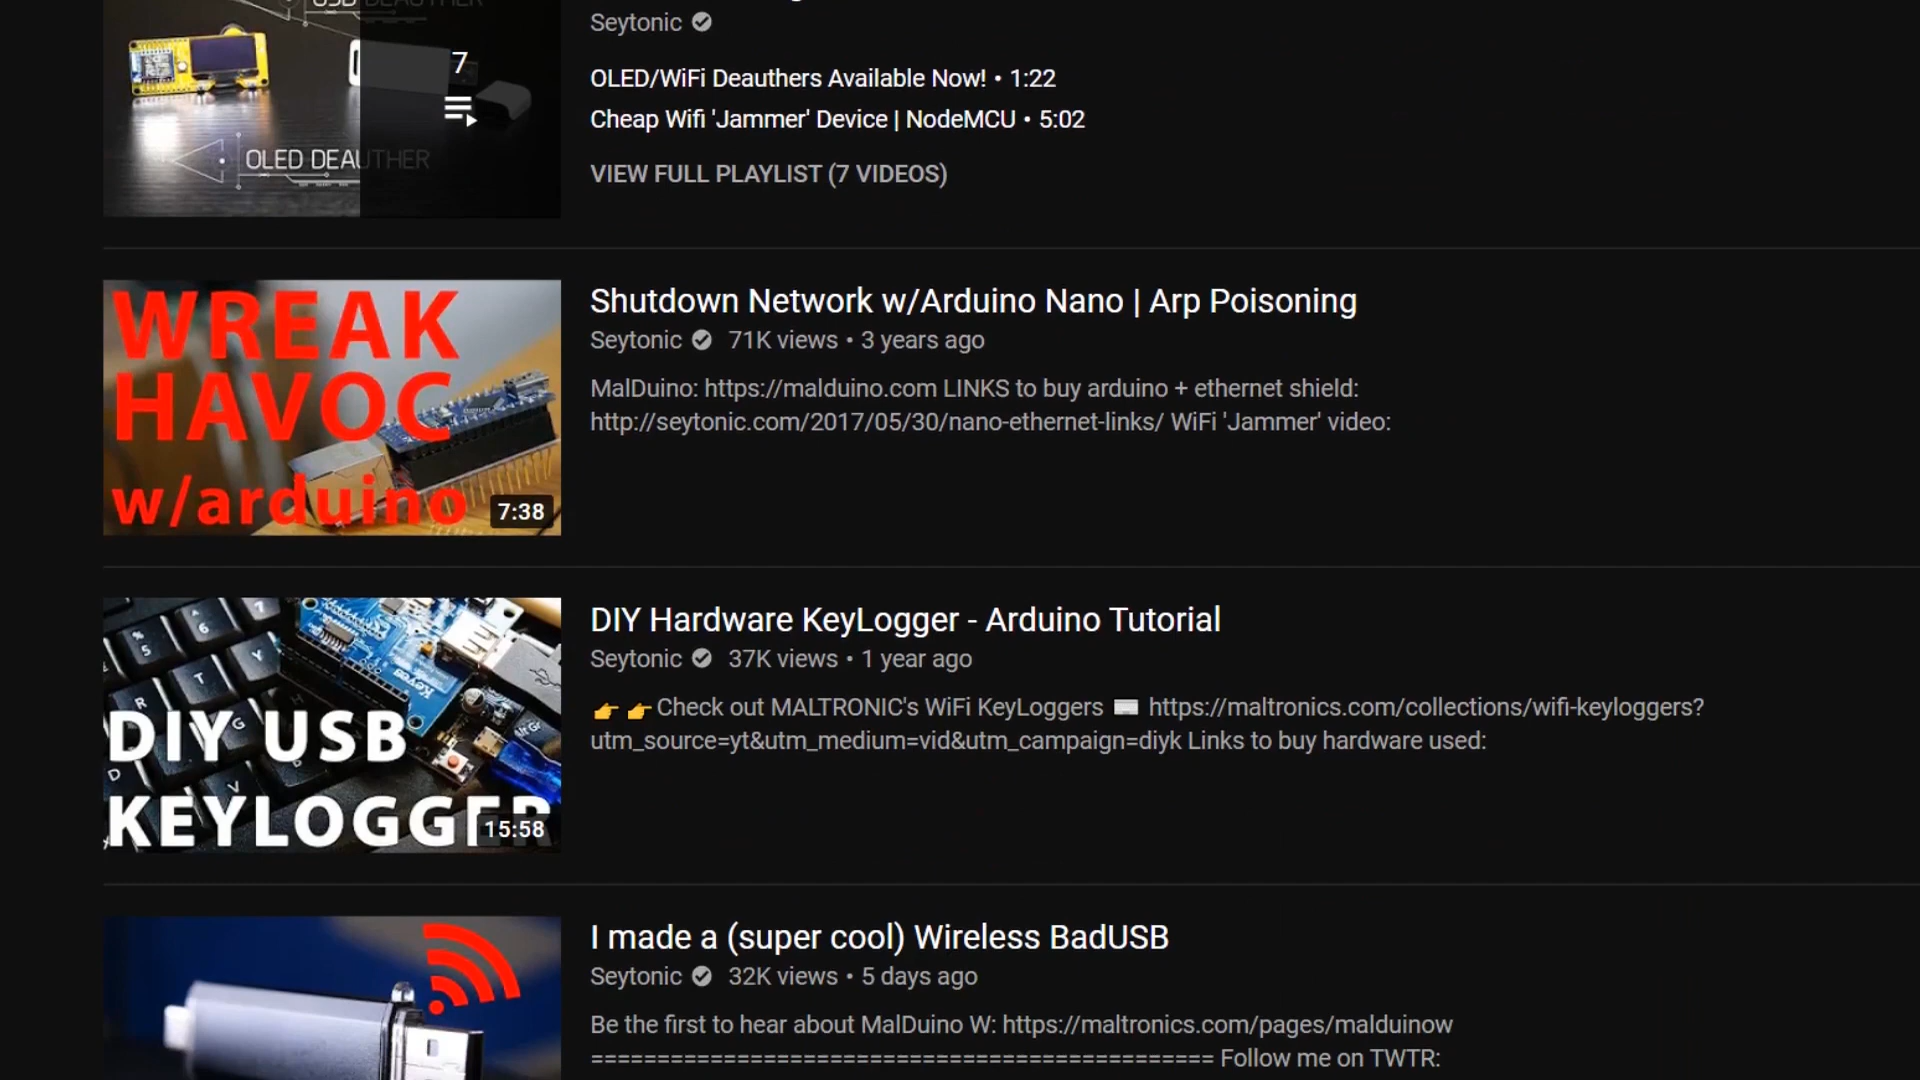 7
OLED DEAUTHER
Seytonic
OLED/WiFi Deauthers Available Now! • 1:22
Cheap Wifi 'Jammer' Device | NodeMCU • 5:02
VIEW FULL PLAYLIST (7 VIDEOS)
WREAK
HAVOC
w/arduino
7:38
Shutdown Network w/Arduino Nano | Arp Poisoning
Seytonic 71K views • 3 years ago
MalDuino: https://malduino.com LINKS to buy arduino + ethernet shield:
http://seytonic.com/2017/05/30/nano-ethernet-links/ WiFi 'Jammer' video:
DIY USB
KEYLOGGER
15:58
DIY Hardware KeyLogger - Arduino Tutorial
Seytonic 37K views • 1 year ago
👉 👉 Check out MALTRONIC's WiFi KeyLoggers ⌨️ https://maltronics.com/collections/wifi-keyloggers?
utm_source=yt&utm_medium=vid&utm_campaign=diyk Links to buy hardware used:
I made a (super cool) Wireless BadUSB
Seytonic 32K views • 5 days ago
Be the first to hear about MalDuino W: https://maltronics.com/pages/malduinow
=============================================== Follow me on TWTR: